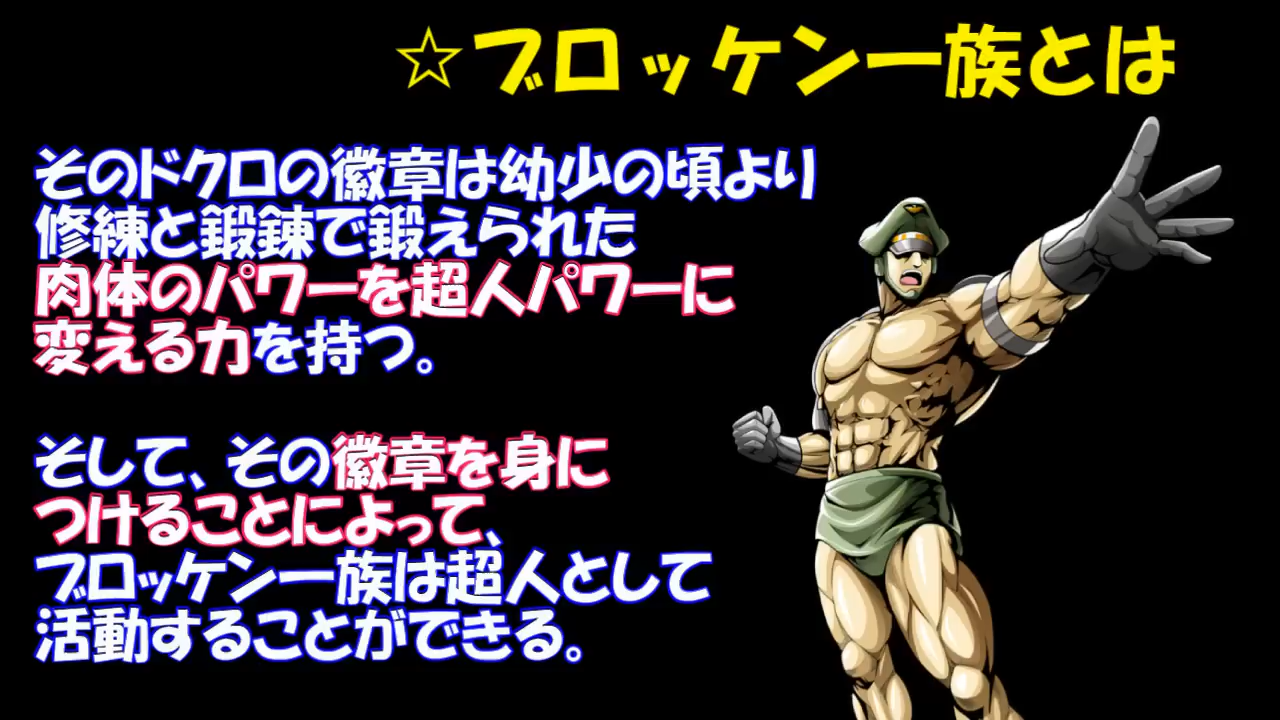 ☆ブロッケン一族とは
そのドクロの徽章は幼少の頃より
修練と鍛錬で鍛えられた
肉体のパワーを超人パワーに
変える力を持つ。
そして、その徽章を身に
つけることによって、
ブロッケン一族は超人として
活動することができる。